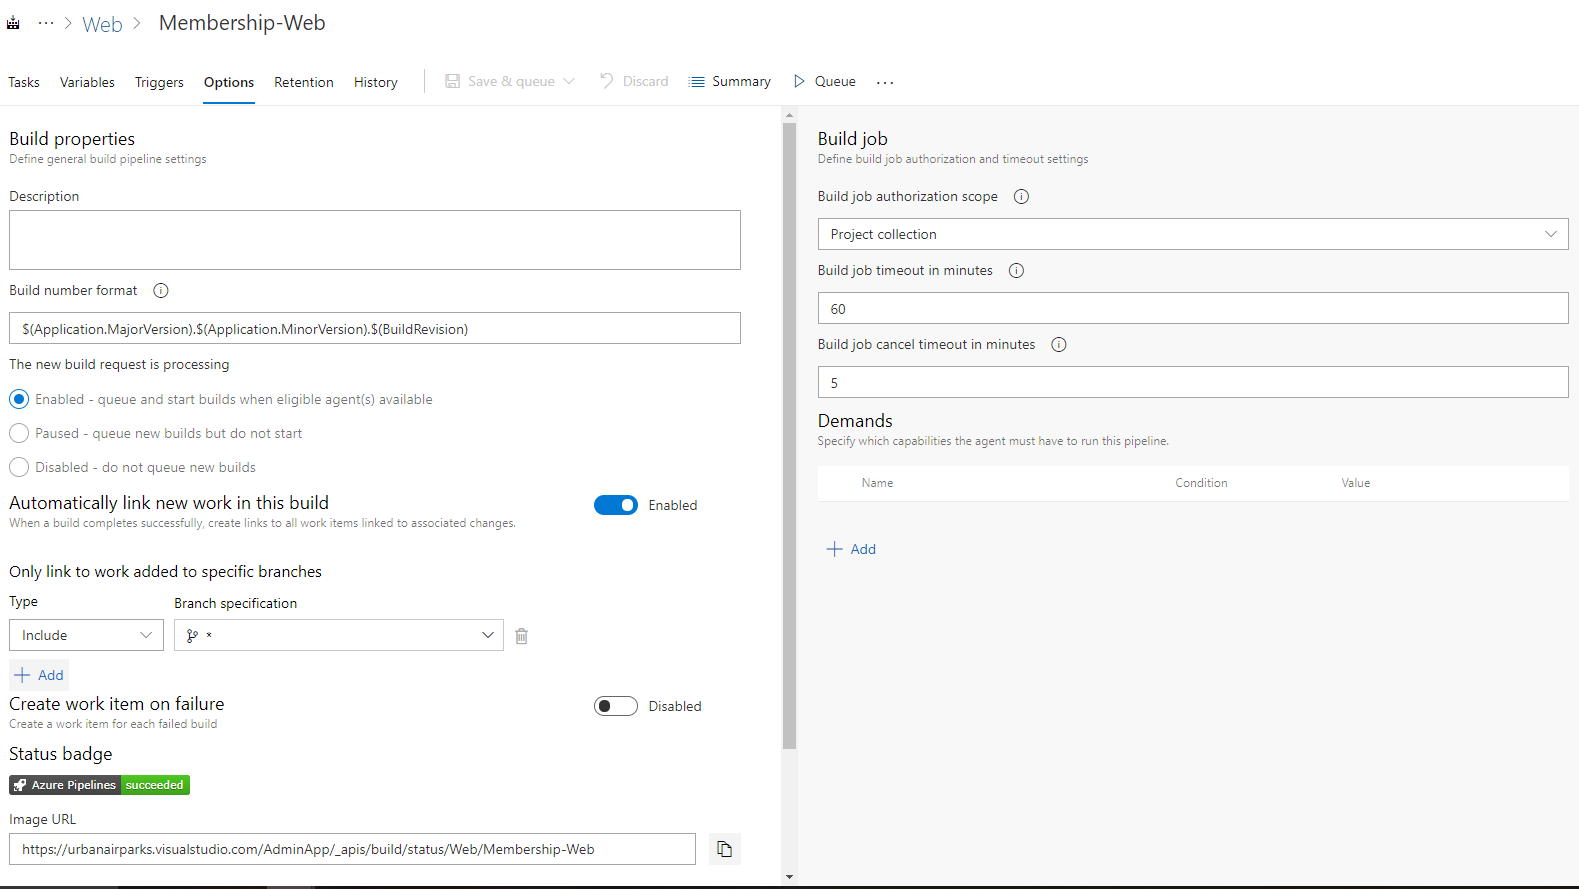 ··· > Web > Membership-Web
Tasks Variables Triggers Options Retention History Save & queue Discard Summary Queue ···
Build properties
Define general build pipeline settings
Description
Build number format
$(Application.MajorVersion).$(Application.MinorVersion).$(BuildRevision)
The new build request is processing
Enabled - queue and start builds when eligible agent(s) available
Paused - queue new builds but do not start
Disabled - do not queue new builds
Automatically link new work in this build
Enabled
When a build completes successfully, create links to all work items linked to associated changes.
Only link to work added to specific branches
Type Branch specification
Include *
+ Add
Create work item on failure
Disabled
Create a work item for each failed build
Status badge
Azure Pipelines succeeded
Image URL
https://urbanairparks.visualstudio.com/AdminApp/_apis/build/status/Web/Membership-Web
Build job
Define build job authorization and timeout settings
Build job authorization scope
Project collection
Build job timeout in minutes
60
Build job cancel timeout in minutes
5
Demands
Specify which capabilities the agent must have to run this pipeline.
Name Condition Value
+ Add